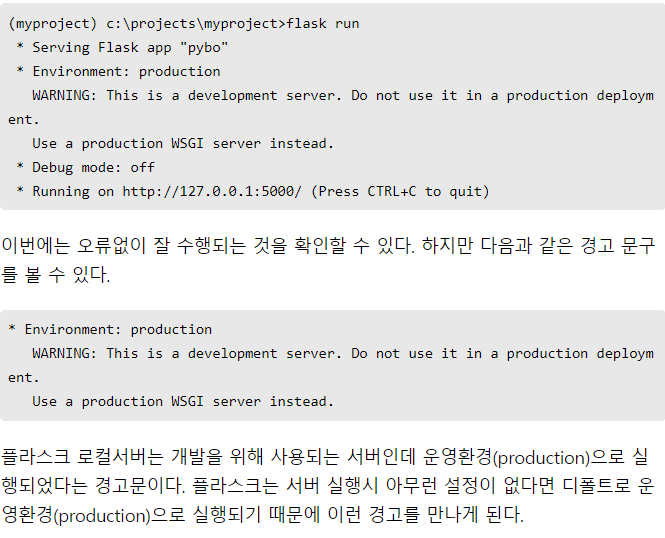 (myproject) c:\projects\myproject>flask run
 * Serving Flask app "pybo"
 * Environment: production
   WARNING: This is a development server. Do not use it in a production deploym
ent.
   Use a production WSGI server instead.
 * Debug mode: off
 * Running on http://127.0.0.1:5000/ (Press CTRL+C to quit)
이번에는 오류없이 잘 수행되는 것을 확인할 수 있다. 하지만 다음과 같은 경고 문구
를 볼 수 있다.
* Environment: production
   WARNING: This is a development server. Do not use it in a production deploym
ent.
   Use a production WSGI server instead.
플라스크 로컬서버는 개발을 위해 사용되는 서버인데 운영환경(production)으로 실
행되었다는 경고문이다. 플라스크는 서버 실행시 아무런 설정이 없다면 디폴트로 운
영환경(production)으로 실행되기 때문에 이런 경고를 만나게 된다.